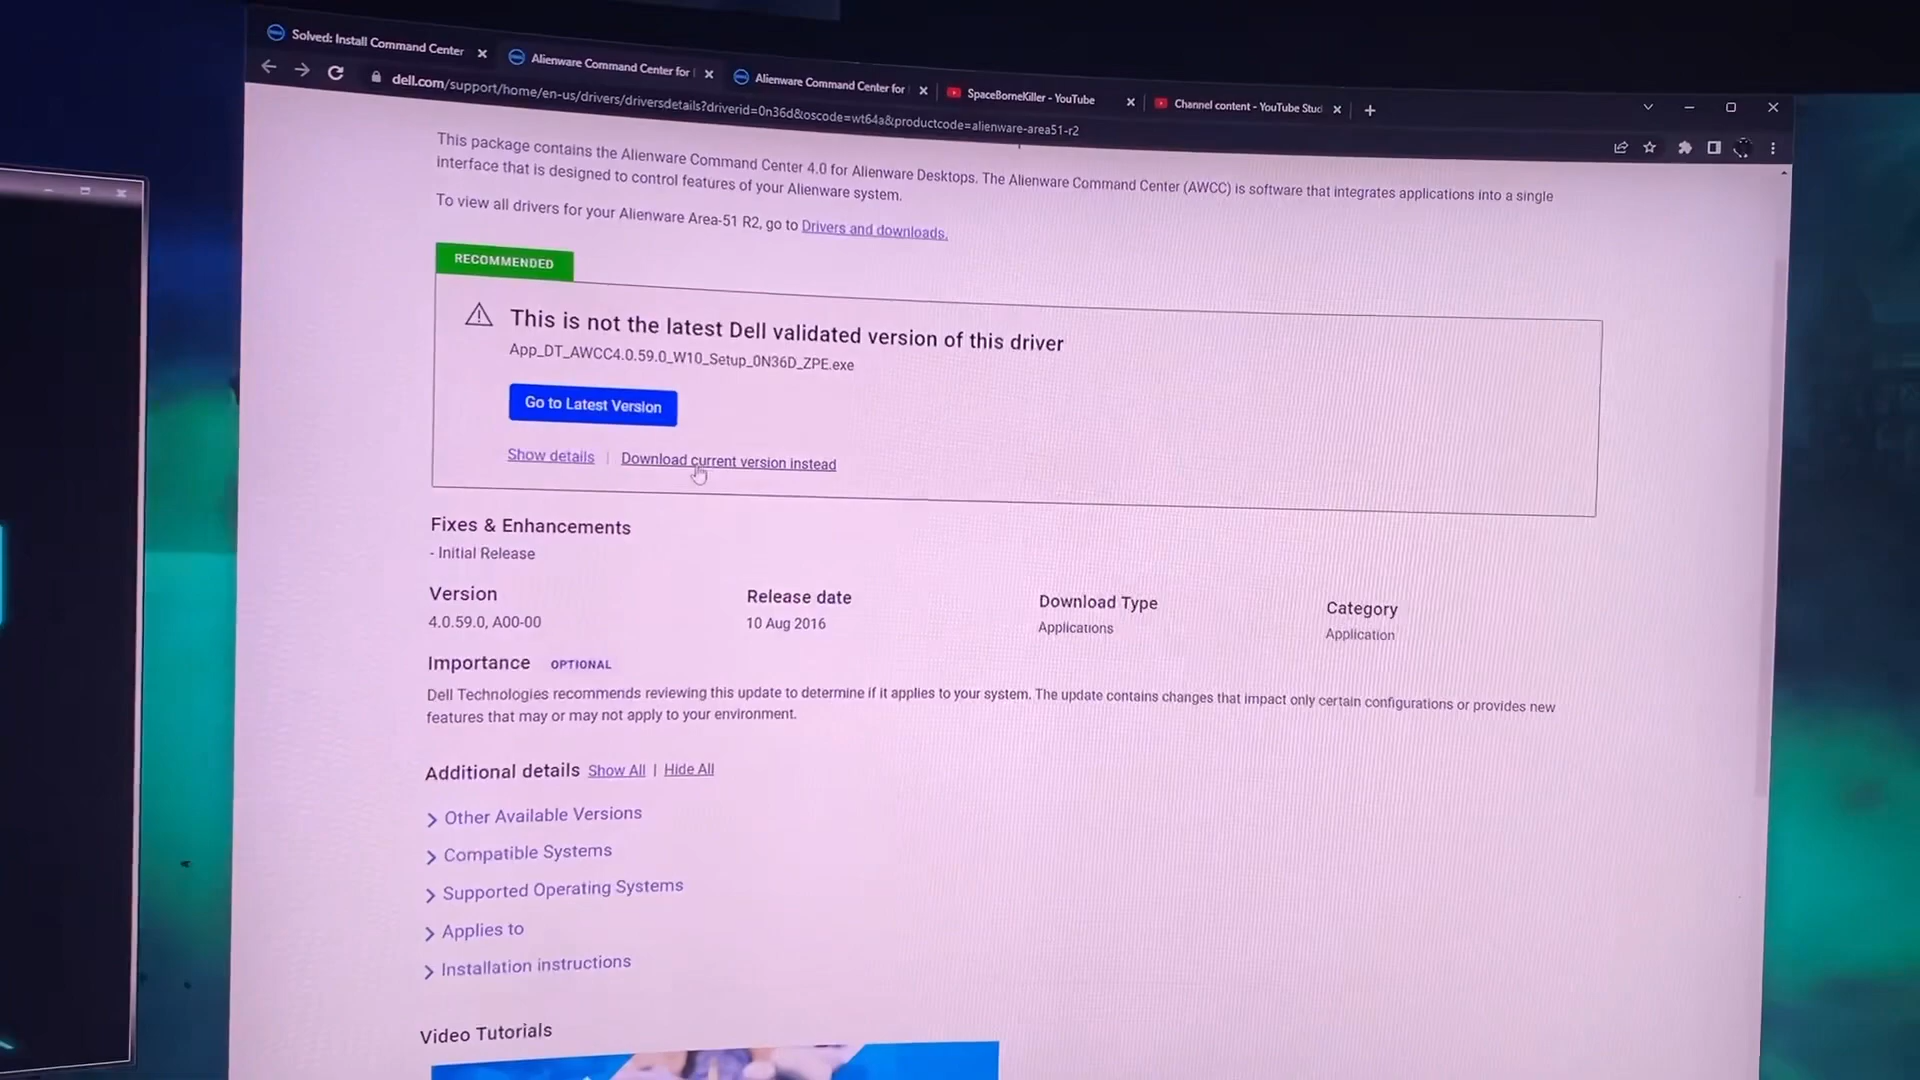 Solved: Install Command Center
Alienware Command Center for
Alienware Command Center for
SpaceBorneKiller - YouTube
Channel content - YouTube Stud
dell.com/support/home/en-us/drivers/driversdetails?driverid=0n36d&oscode=wt64a&productcode=alienware-area51-r2
This package contains the Alienware Command Center 4.0 for Alienware Desktops. The Alienware Command Center (AWCC) is software that integrates applications into a single
interface that is designed to control features of your Alienware system.
To view all drivers for your Alienware Area-51 R2, go to Drivers and downloads.
RECOMMENDED
This is not the latest Dell validated version of this driver
App_DT_AWCC4.0.59.0_W10_Setup_0N36D_ZPE.exe
Go to Latest Version
Show details | Download current version instead
Fixes & Enhancements
- Initial Release
Version
4.0.59.0, A00-00
Release date
10 Aug 2016
Download Type
Applications
Category
Application
Importance OPTIONAL
Dell Technologies recommends reviewing this update to determine if it applies to your system. The update contains changes that impact only certain configurations or provides new
features that may or may not apply to your environment.
Additional details Show All | Hide All
Other Available Versions
Compatible Systems
Supported Operating Systems
Applies to
Installation instructions
Video Tutorials